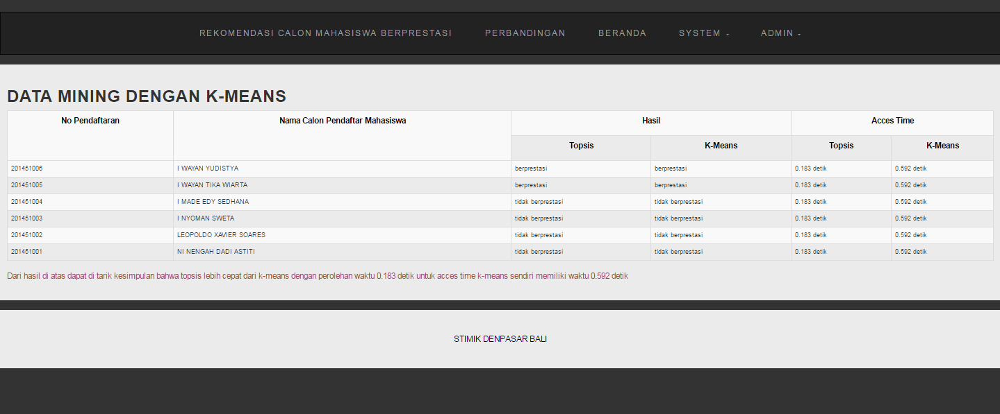 REKOMENDASI CALON MAHASISWA BERPRESTASI PERBANDINGAN BERANDA SYSTEM ADMIN
DATA MINING DENGAN K-MEANS
No Pendaftaran Nama Calon Pendaftar Mahasiswa Hasil Acces Time
Topsis K-Means Topsis K-Means
201451006 I WAYAN YUDISTYA berprestasi berprestasi 0.183 detik 0.592 detik
201451005 I WAYAN TIKA WIARTA berprestasi berprestasi 0.183 detik 0.592 detik
201451004 I MADE EDY SEDHANA tidak berprestasi tidak berprestasi 0.183 detik 0.592 detik
201451003 I NYOMAN SWETA tidak berprestasi tidak berprestasi 0.183 detik 0.592 detik
201451002 LEOPOLDO XAVIER SOARES tidak berprestasi tidak berprestasi 0.183 detik 0.592 detik
201451001 NI NENGAH DADI ASTITI tidak berprestasi tidak berprestasi 0.183 detik 0.592 detik
Dari hasil di atas dapat di tarik kesimpulan bahwa topsis lebih cepat dari k-means dengan perolehan waktu 0.183 detik untuk acces time k-means sendiri memiliki waktu 0.592 detik
STIMIK DENPASAR BALI